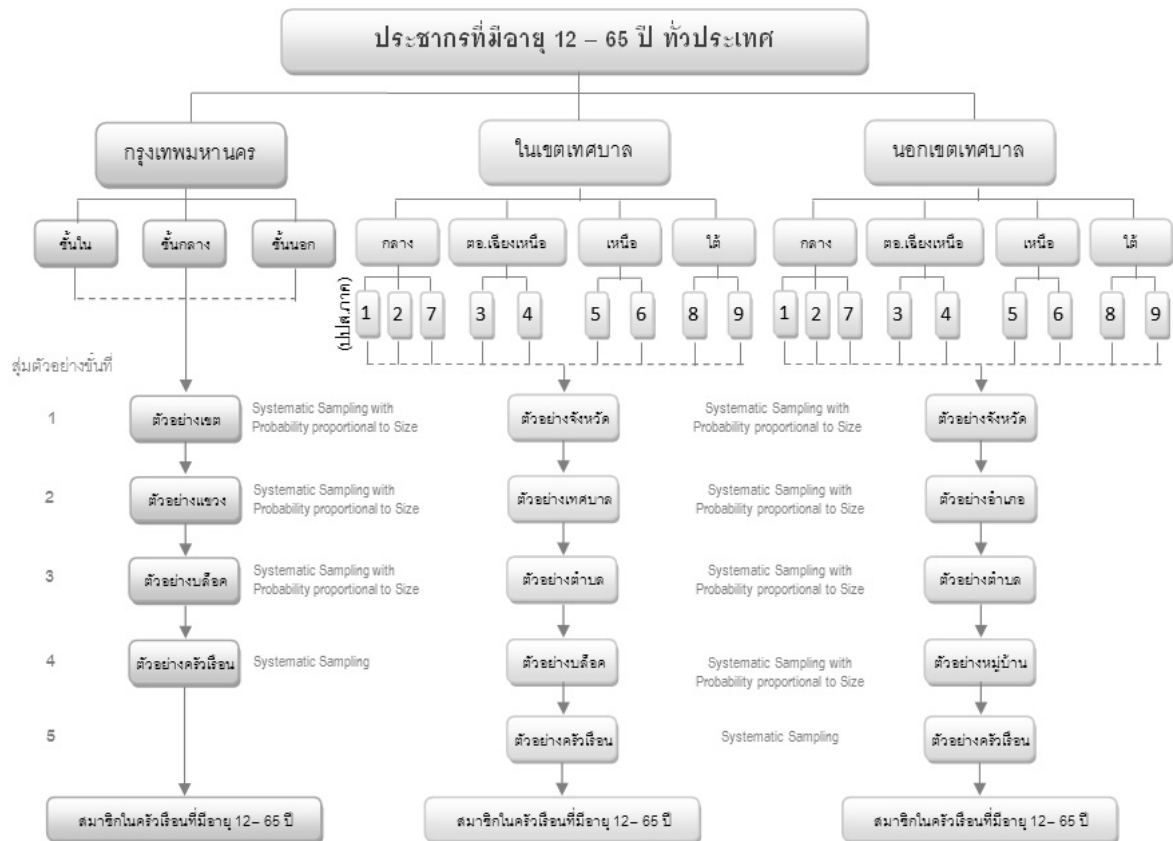 ประชากรที่มีอายุ 12 – 65 ปี ทั่วประเทศ
กรุงเทพมหานคร
ในเขตเทศบาล
นอกเขตเทศบาล
ชั้นใน
ชั้นกลาง
ชั้นนอก
กลาง
ตอ.เฉียงเหนือ
เหนือ
ใต้
กลาง
ตอ.เฉียงเหนือ
เหนือ
ใต้
(ปปส.ภาค)
1 2 7 3 4 5 6 8 9
1 2 7 3 4 5 6 8 9
สุ่มตัวอย่างขั้นที่
1
ตัวอย่างเขต
Systematic Sampling with
Probability proportional to Size
ตัวอย่างจังหวัด
Systematic Sampling with
Probability proportional to Size
ตัวอย่างจังหวัด
2
ตัวอย่างแขวง
Systematic Sampling with
Probability proportional to Size
ตัวอย่างเทศบาล
Systematic Sampling with
Probability proportional to Size
ตัวอย่างอำเภอ
3
ตัวอย่างบล็อค
Systematic Sampling with
Probability proportional to Size
ตัวอย่างตำบล
Systematic Sampling with
Probability proportional to Size
ตัวอย่างตำบล
4
ตัวอย่างครัวเรือน
Systematic Sampling
ตัวอย่างบล็อค
Systematic Sampling with
Probability proportional to Size
ตัวอย่างหมู่บ้าน
5
ตัวอย่างครัวเรือน
Systematic Sampling
ตัวอย่างครัวเรือน
สมาชิกในครัวเรือนที่มีอายุ 12– 65 ปี
สมาชิกในครัวเรือนที่มีอายุ 12– 65 ปี
สมาชิกในครัวเรือนที่มีอายุ 12– 65 ปี